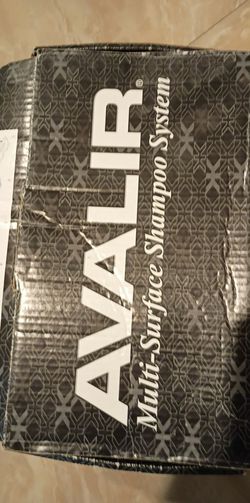 AVALIR®
Multi-Surface Shampoo System